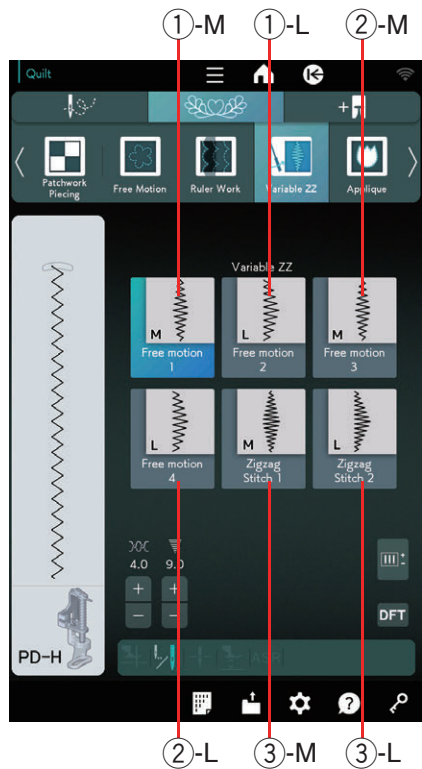 ①-M ①-L ②-M
Quilt
Patchwork
Piecing
Free Motion
Ruler Work
Variable ZZ
Applique
Variable ZZ
M
Free motion
1
L
Free motion
2
M
Free motion
3
L
Free motion
4
M
Zigzag
Stitch 1
L
Zigzag
Stitch 2
4.0 9.0
+ +
− −
DFT
PD-H
ASR
②-L ③-M ③-L